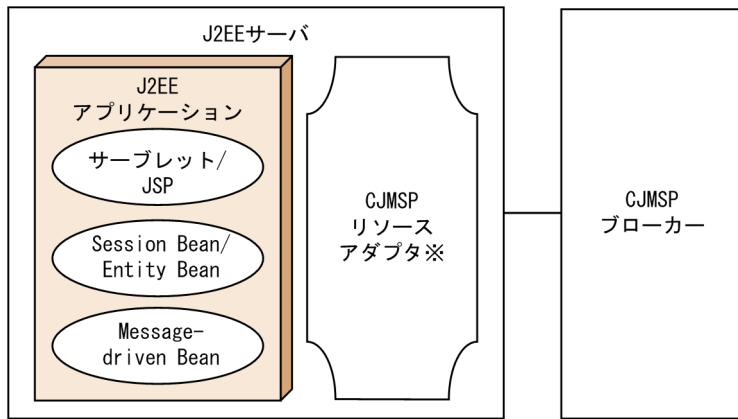 J2EEサーバ
J2EE
アプリケーション
サーブレット/
JSP
Session Bean/
Entity Bean
Message-
driven Bean
CJMSP
リソース
アダプタ※
CJMSP
ブローカー